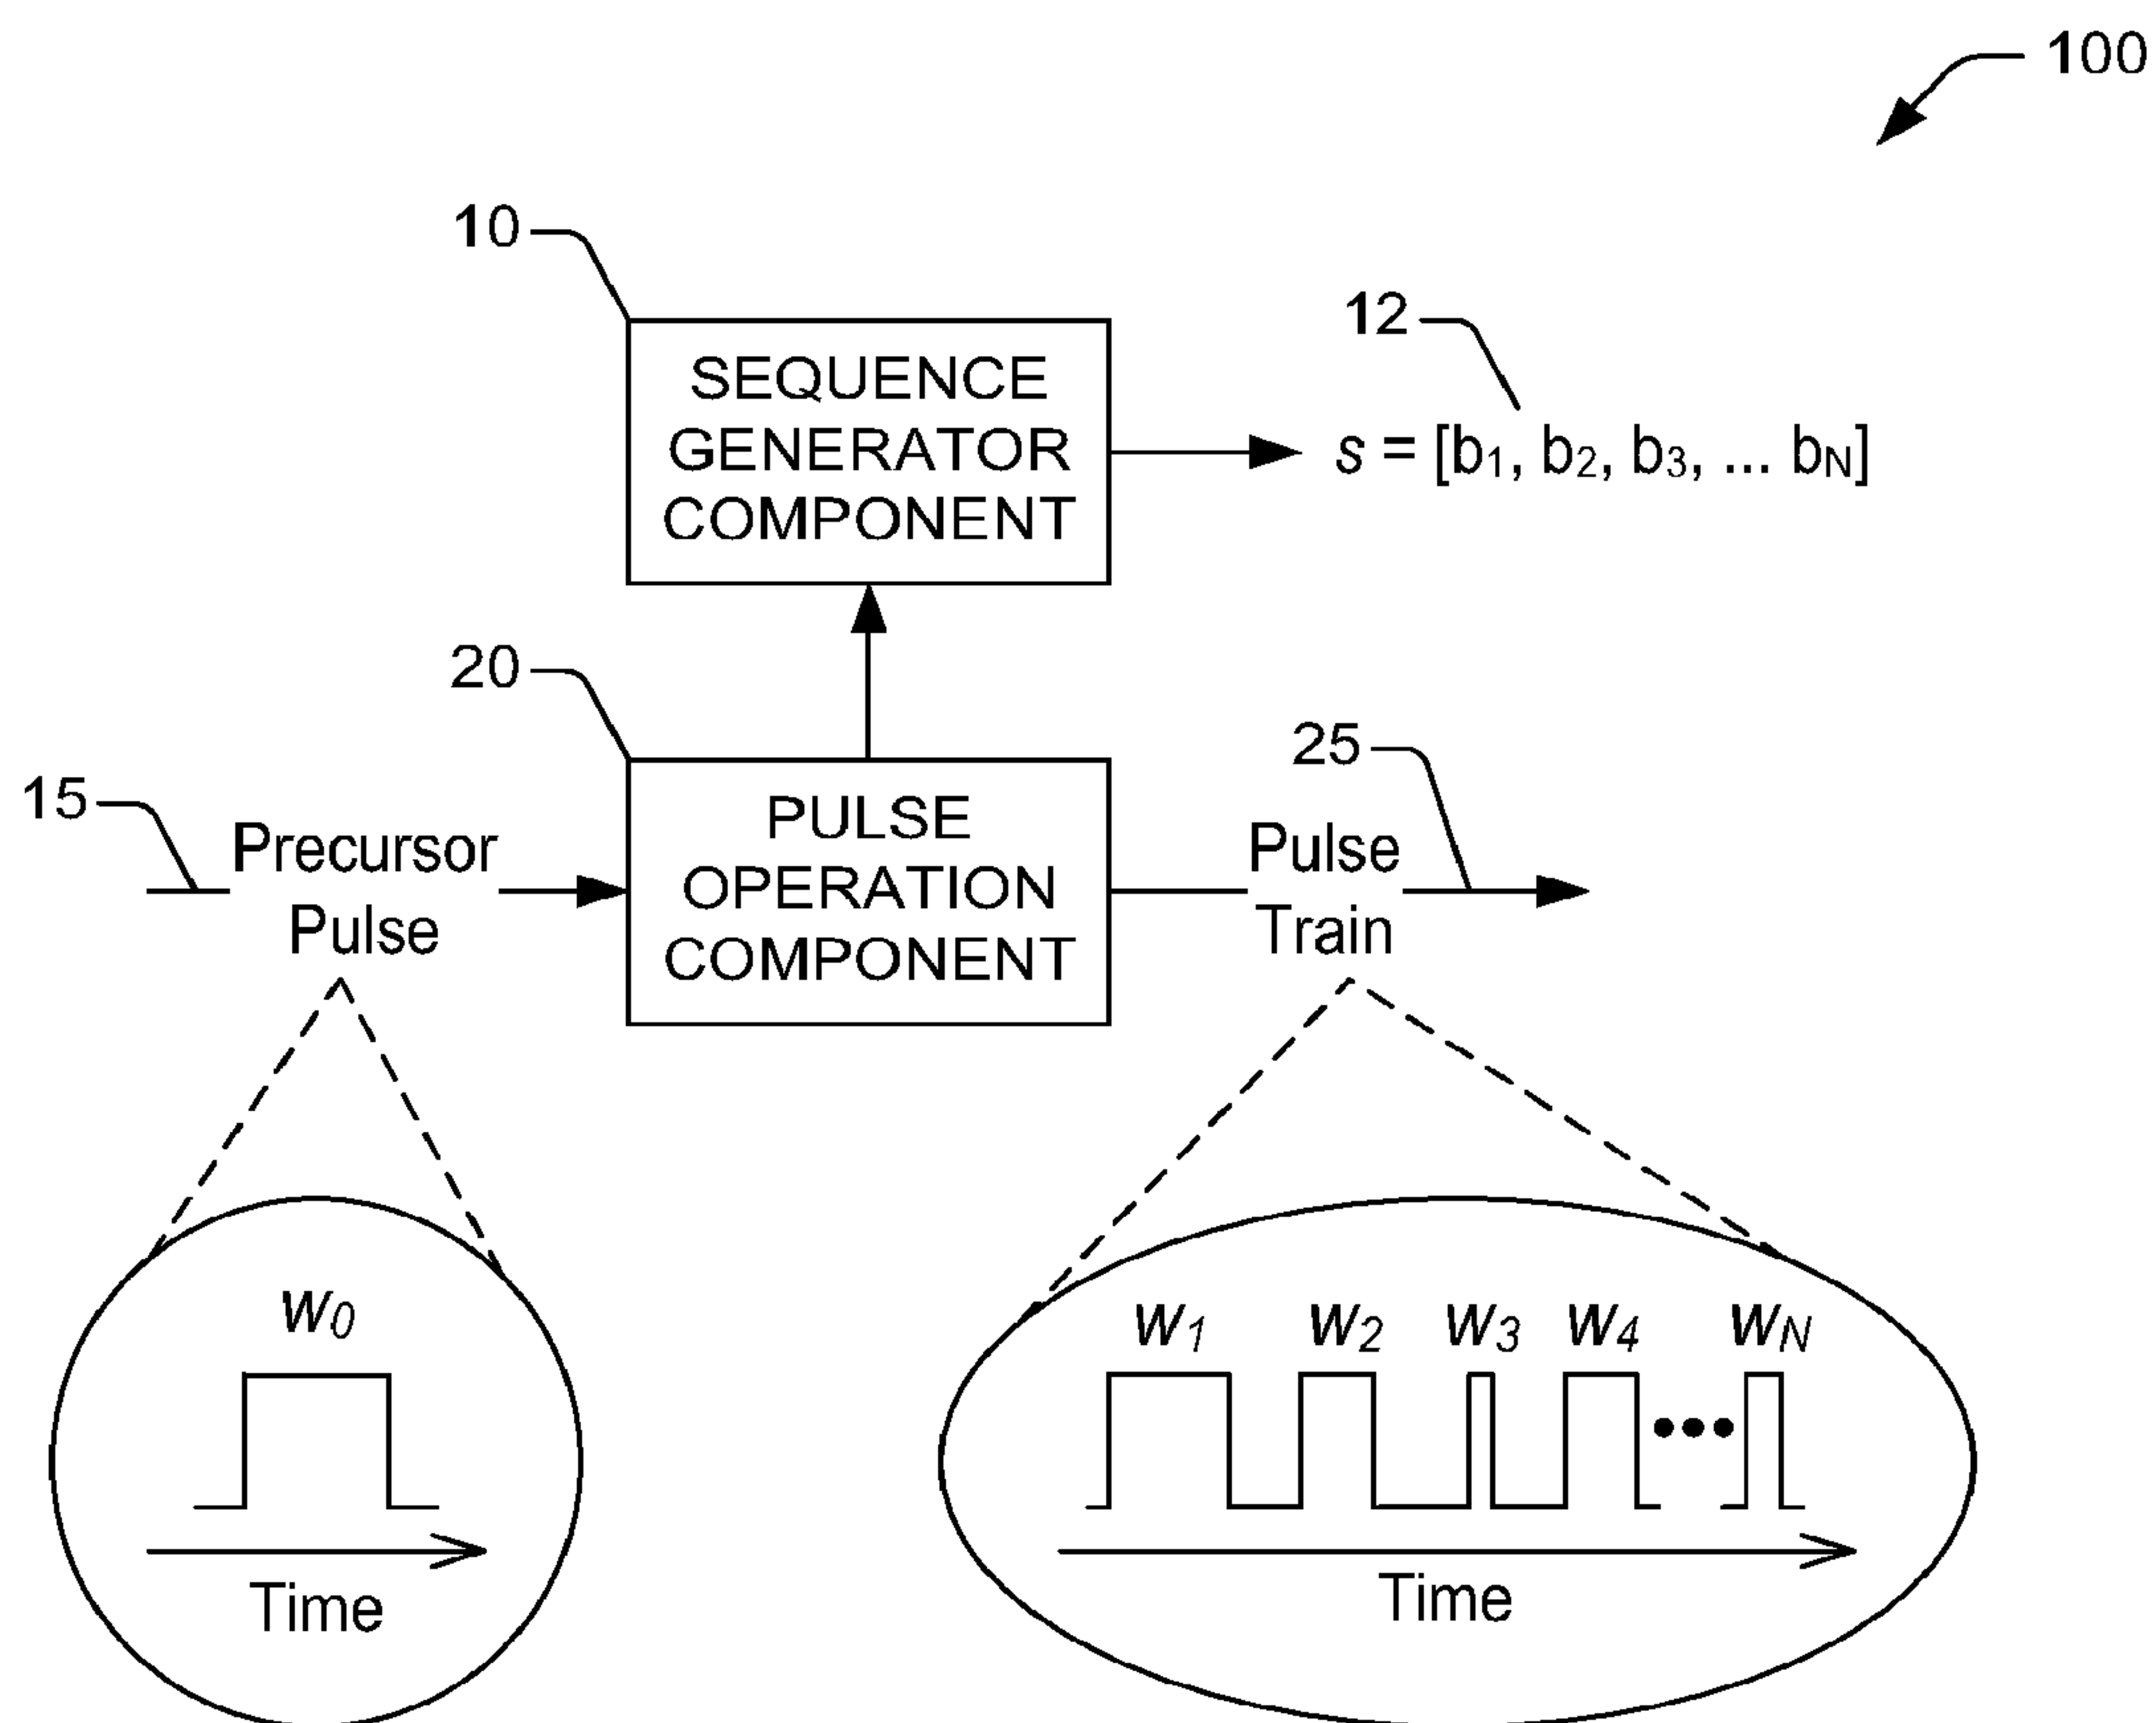 100
10
12
SEQUENCE
GENERATOR
COMPONENT
s = [b1, b2, b3, ... bN]
20
25
15
Precursor
Pulse
PULSE
OPERATION
COMPONENT
Pulse
Train
w0
Time
w1 w2 w3 w4 wN
Time